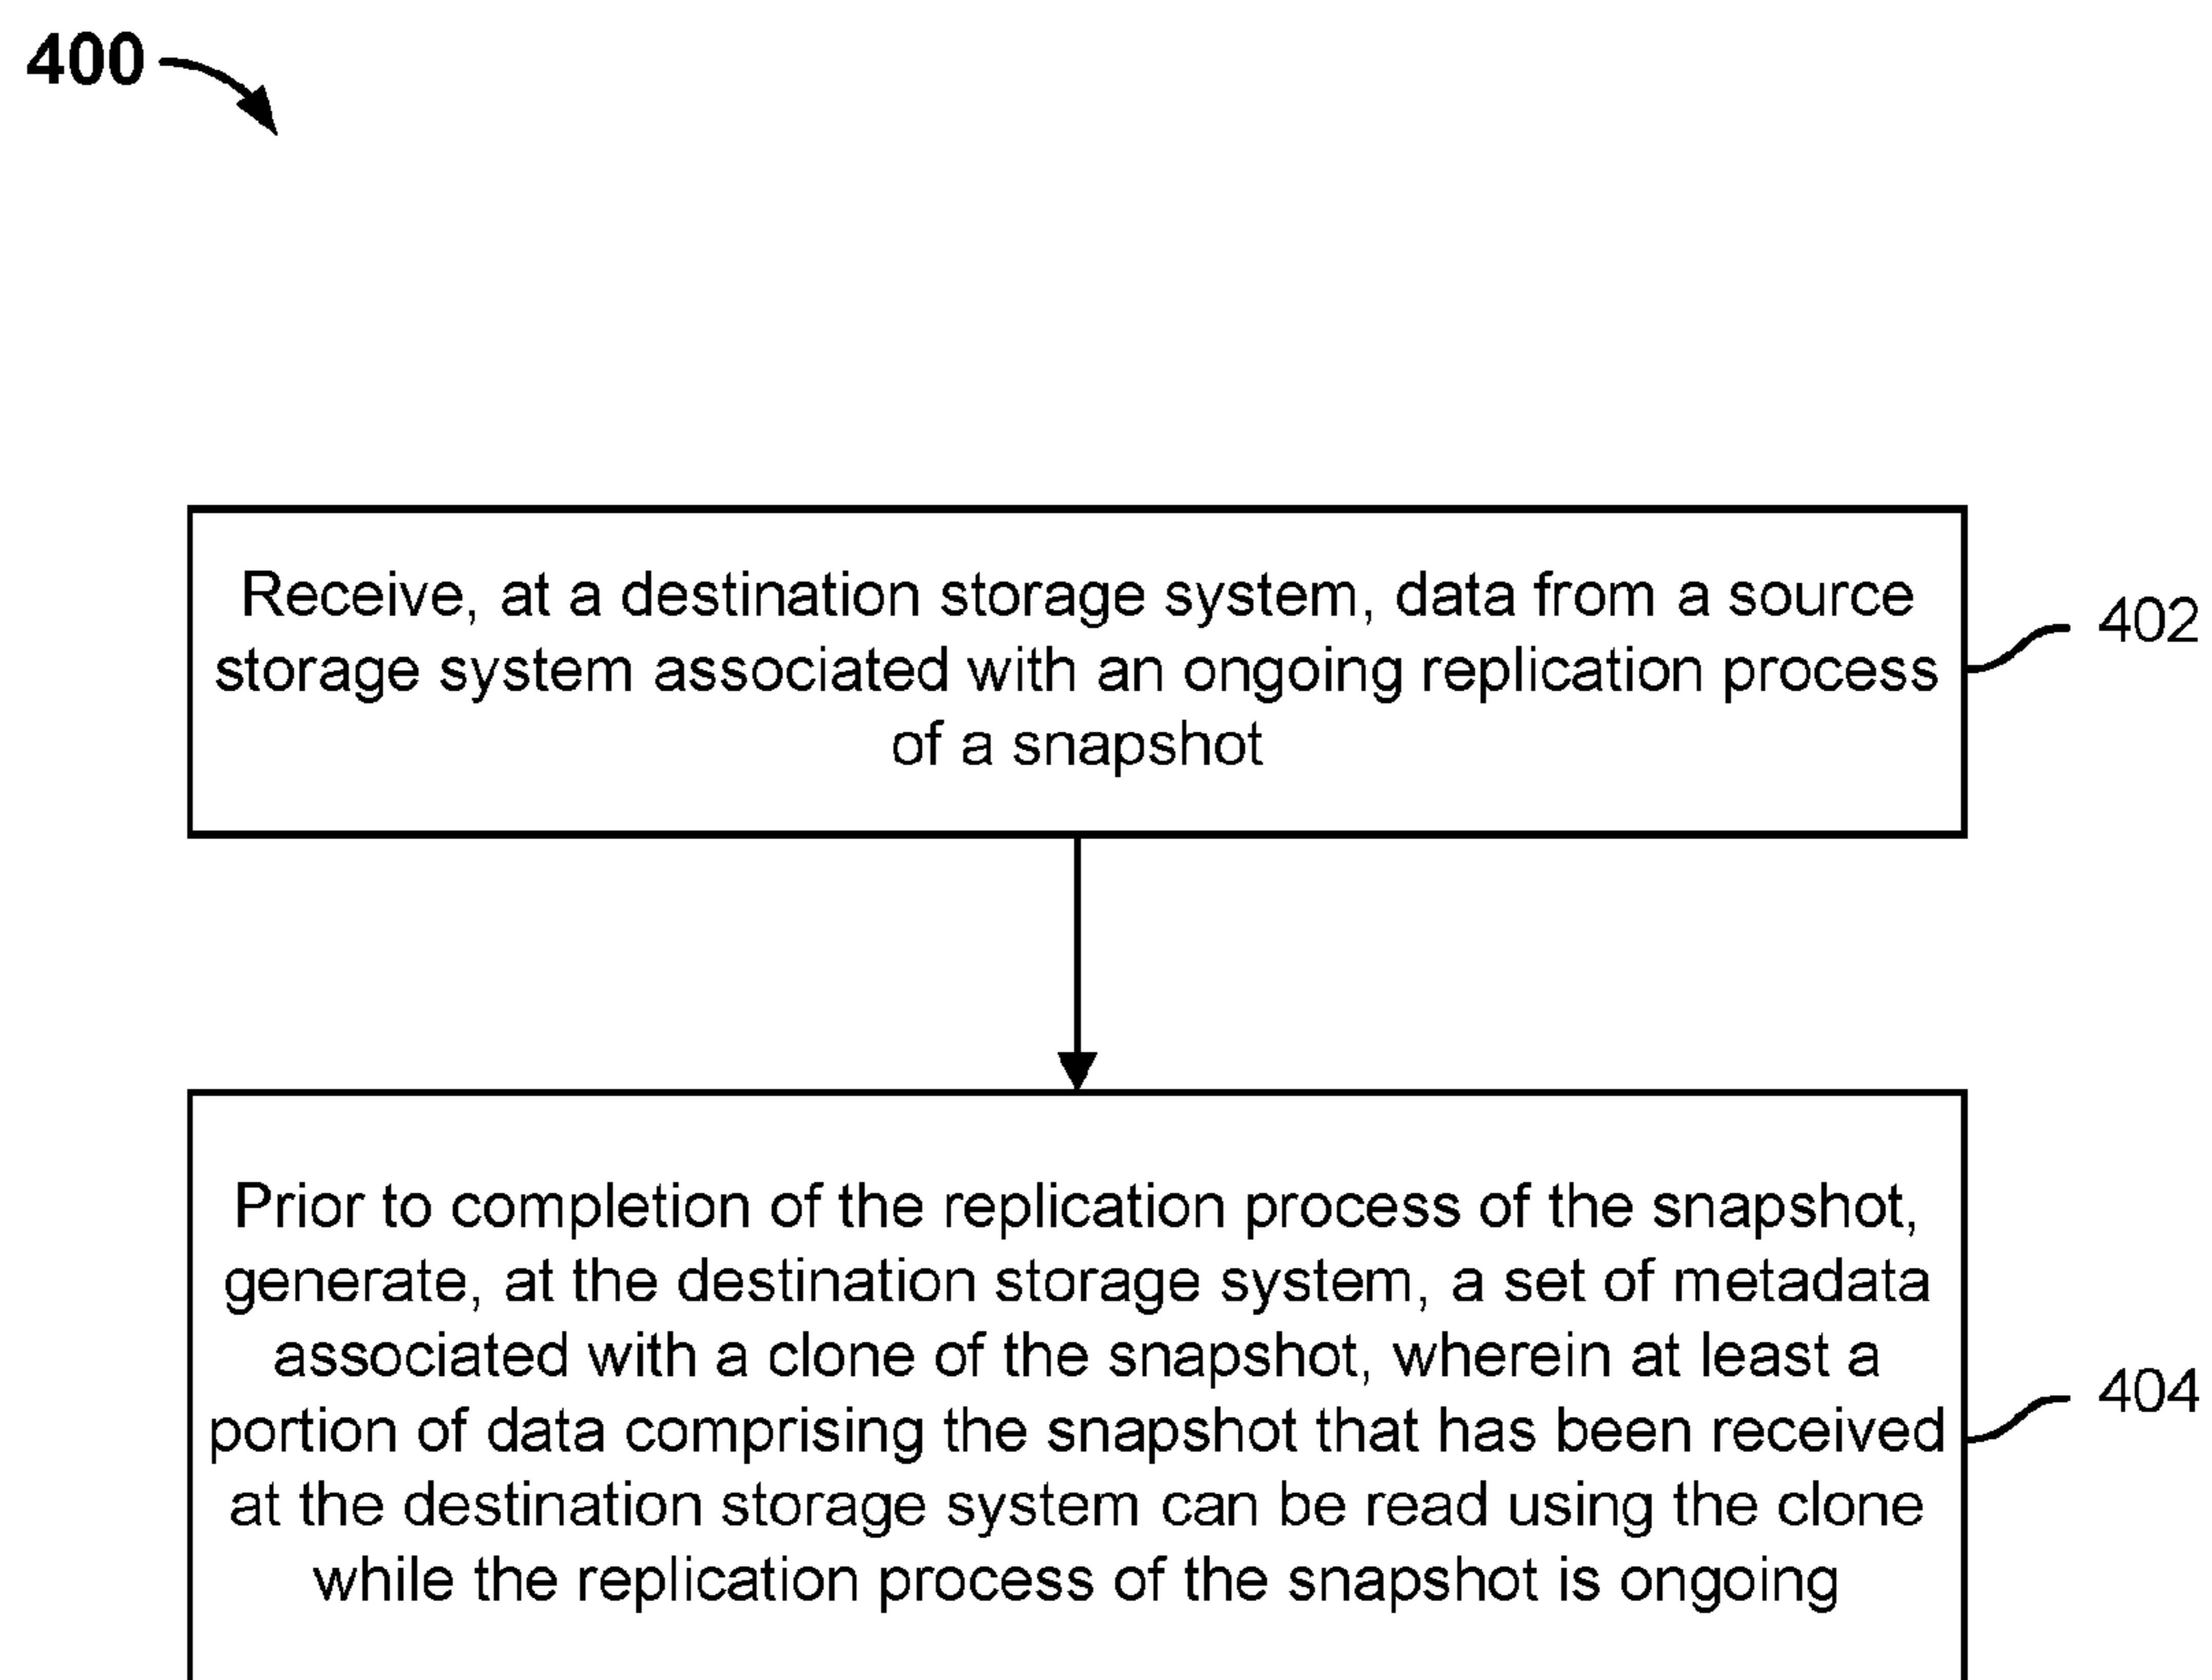 400
Receive, at a destination storage system, data from a source
storage system associated with an ongoing replication process
of a snapshot
402
Prior to completion of the replication process of the snapshot,
generate, at the destination storage system, a set of metadata
associated with a clone of the snapshot, wherein at least a
portion of data comprising the snapshot that has been received
at the destination storage system can be read using the clone
while the replication process of the snapshot is ongoing
404